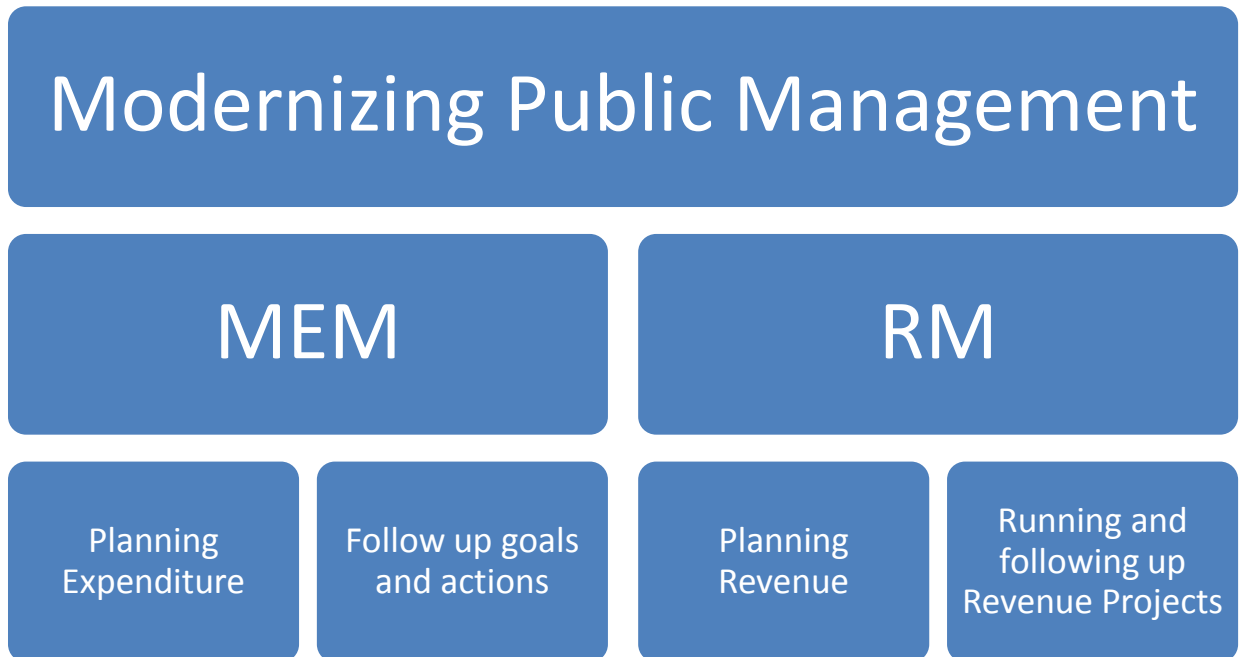 Modernizing Public Management
MEM
RM
Planning
Expenditure
Follow up goals
and actions
Planning
Revenue
Running and
following up
Revenue Projects